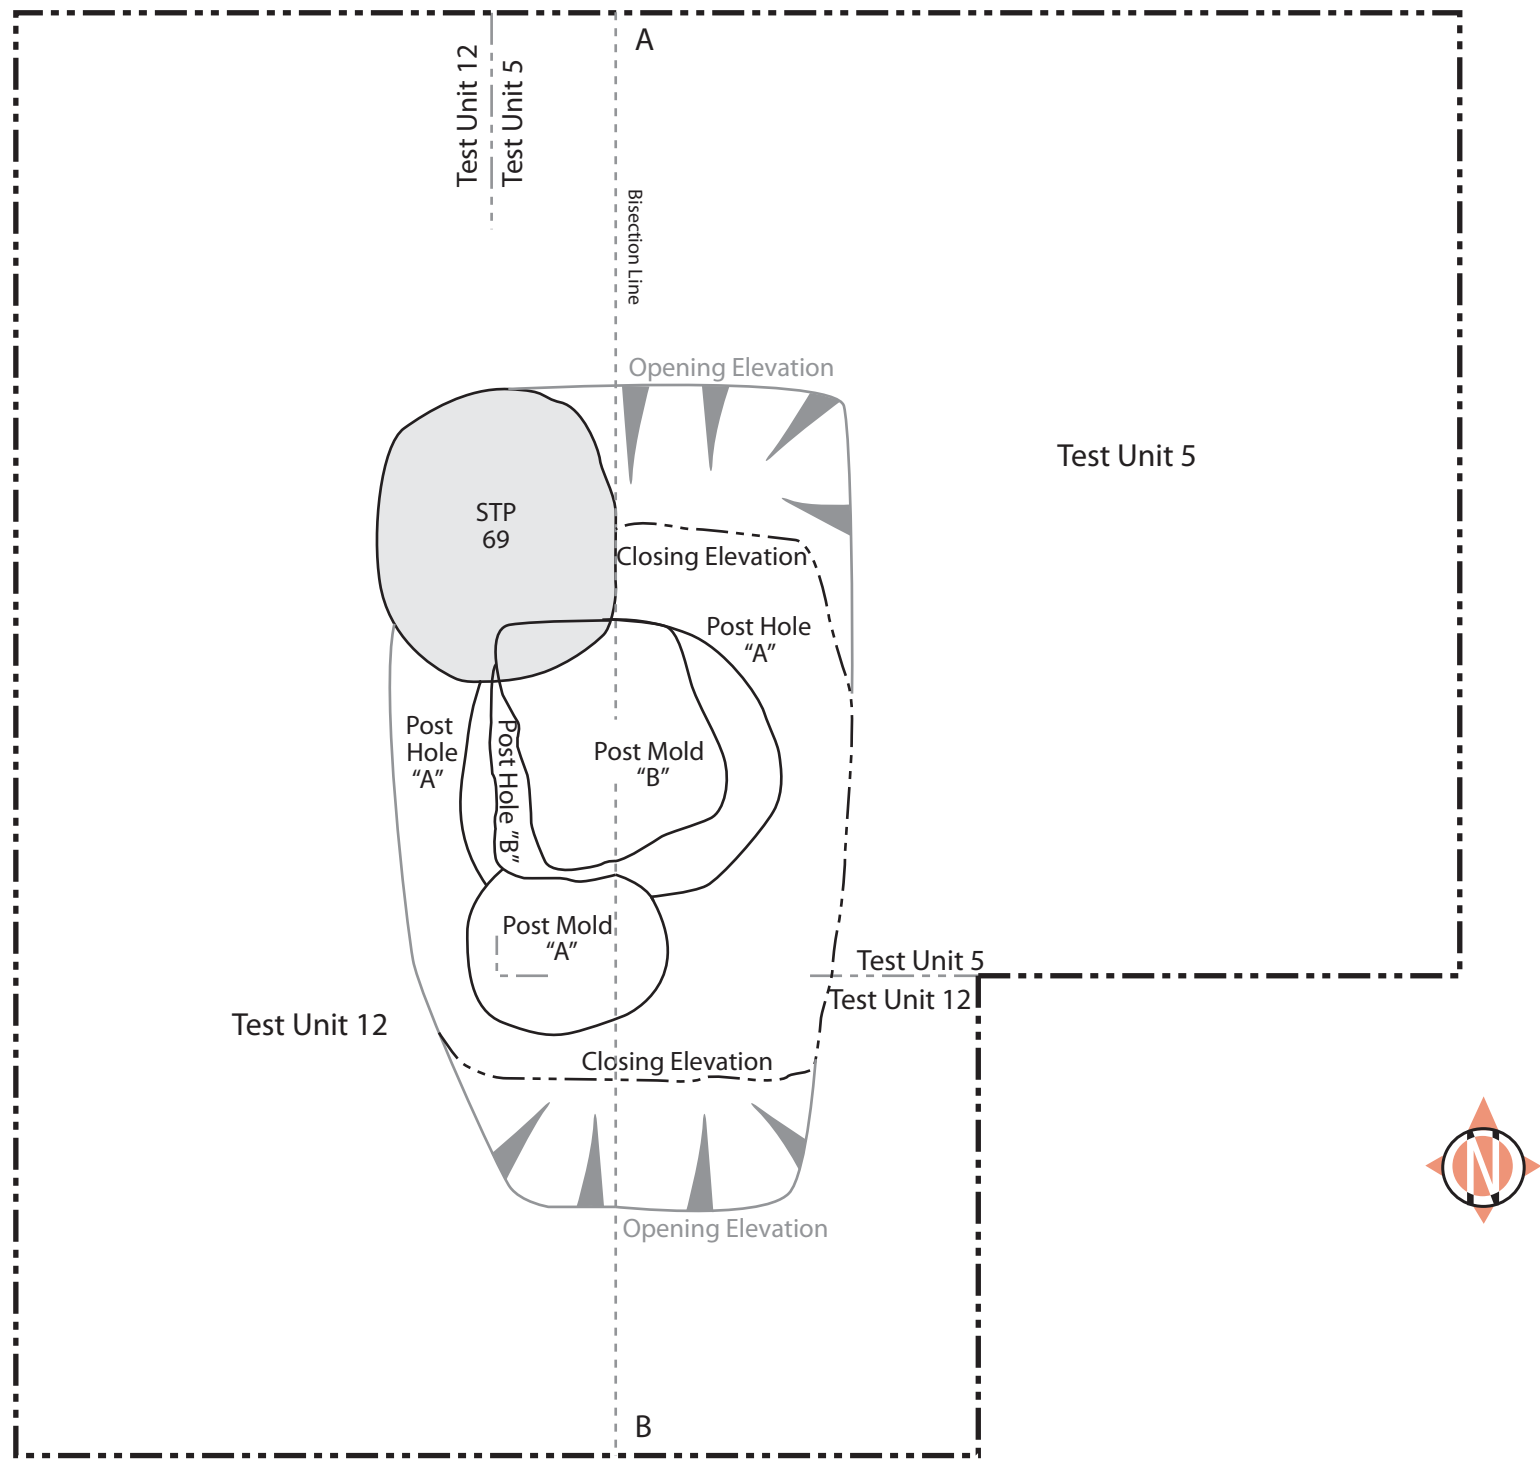 A
Test Unit 12
Test Unit 5
Bisection Line
Opening Elevation
Test Unit 5
STP
69
Closing Elevation
Post Hole
“A”
Post
Hole
“A”
Post Hole "B"
Post Mold
“B”
Post Mold
“A”
Test Unit 5
Test Unit 12
Test Unit 12
Closing Elevation
Opening Elevation
N
B